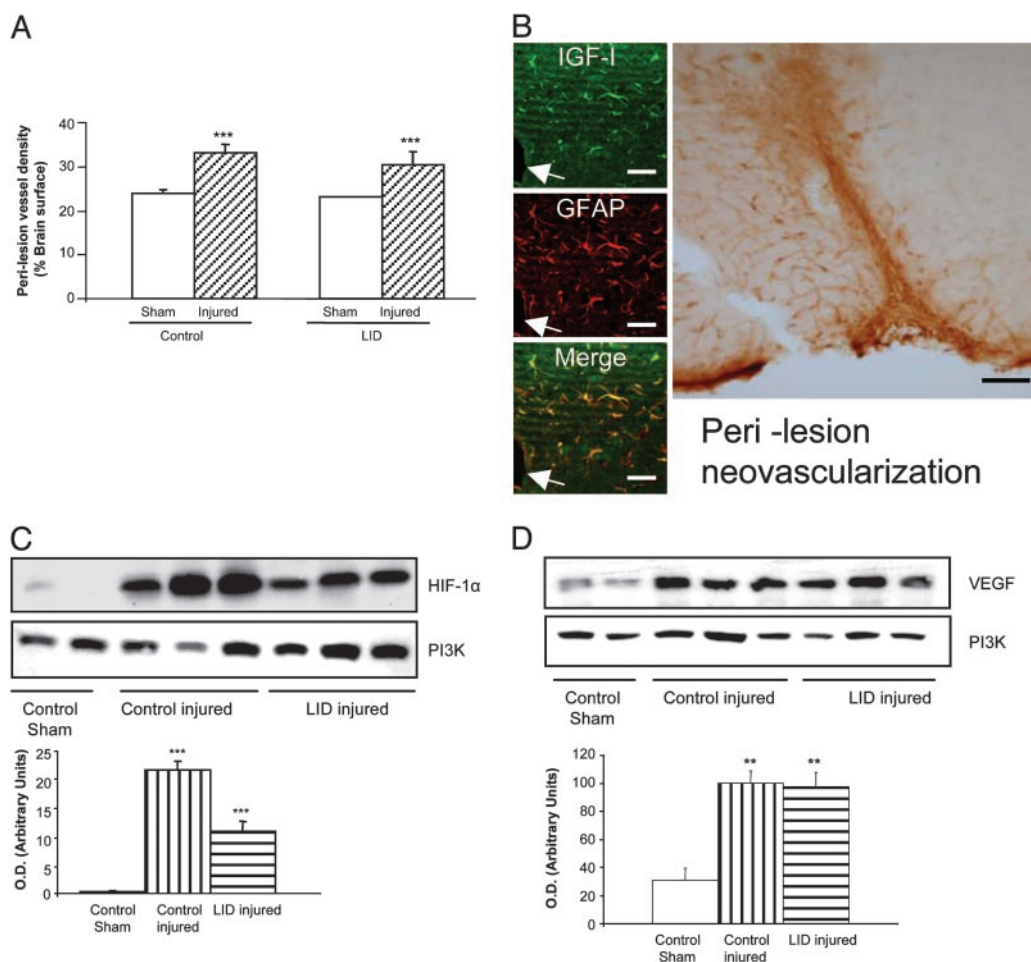 A
Peri-lesion vessel density
(% Brain surface)
40
30
20
10
0
***
***
Sham
Injured
Sham
Injured
Control
LID
B
IGF-I
GFAP
Merge
Peri -lesion
neovascularization
C
HIF-1α
PI3K
Control
Sham
Control injured
LID injured
O.D. (Arbitrary Units)
25
20
15
10
5
0
***
***
Control
Sham
Control
injured
LID injured
D
VEGF
PI3K
Control
Sham
Control injured
LID injured
O.D. (Arbitrary Units)
120
100
80
60
40
20
0
**
**
Control
Sham
Control
injured
LID injured